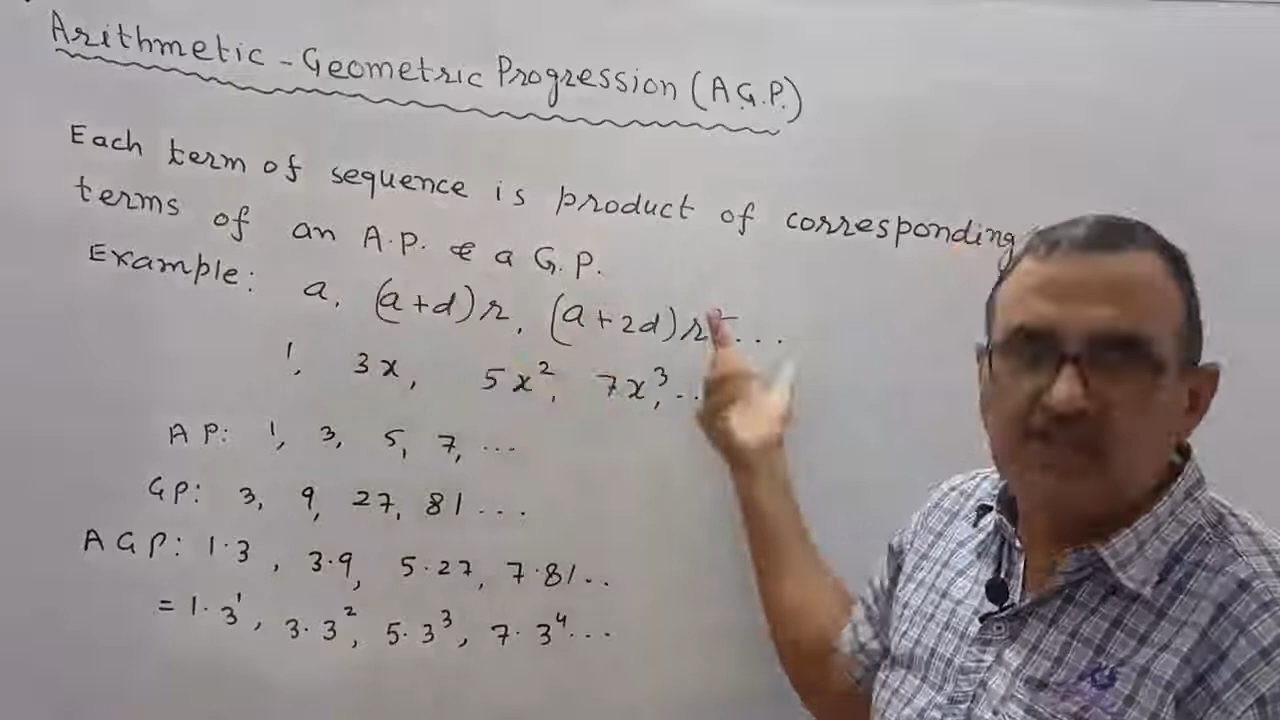 Arithmetic - Geometric Progression (A.G.P.)
Each term of sequence is product of corresponding
terms of an A.P. & a G.P.
Example: a, (a+d)r, (a+2d)r² ...
1, 3x, 5x², 7x³, ..
AP: 1, 3, 5, 7, ...
GP: 3, 9, 27, 81 ...
AGP: 1·3, 3·9, 5·27, 7·81..
= 1·3¹, 3·3², 5·3³, 7·3⁴...